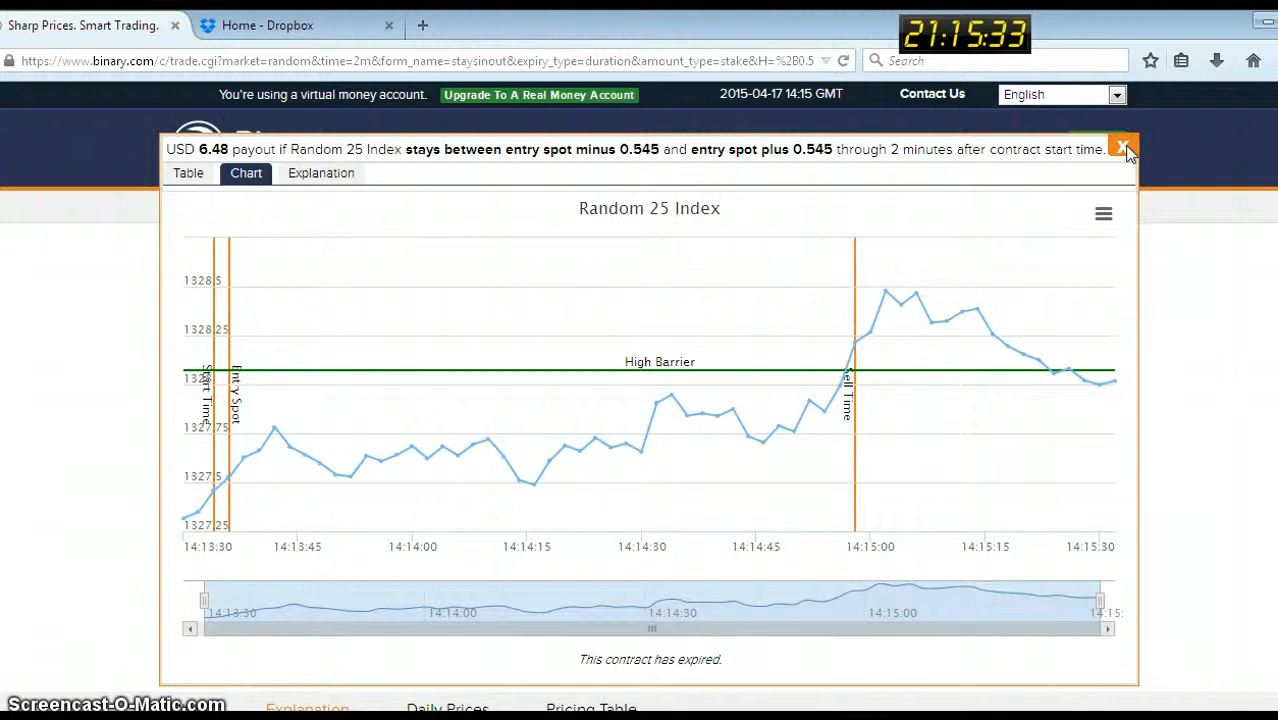 Sharp Prices. Smart Trading.
Home - Dropbox
21:15:33
https://www.binary.com/c/trade.cgi?market=random&time=2m&form_name=staysinout&expiry_type=duration&amount_type=stake&H=%2B0,5
Search
You're using a virtual money account.
Upgrade To A Real Money Account
2015-04-17 14:15 GMT
Contact Us
English
USD 6.48 payout if Random 25 Index stays between entry spot minus 0.545 and entry spot plus 0.545 through 2 minutes after contract start time.
X
Table
Chart
Explanation
Random 25 Index
1328.5
1328.25
High Barrier
1328
1327.75
1327.5
1327.25
Start Time
Entry Spot
Sell Time
14:13:30
14:13:45
14:14:00
14:14:15
14:14:30
14:14:45
14:15:00
14:15:15
14:15:30
14:13:30
14:14:00
14:14:30
14:15:00
14:15:
This contract has expired.
Screencast-O-Matic.com
Explanation
Daily Prices
Pricing Table